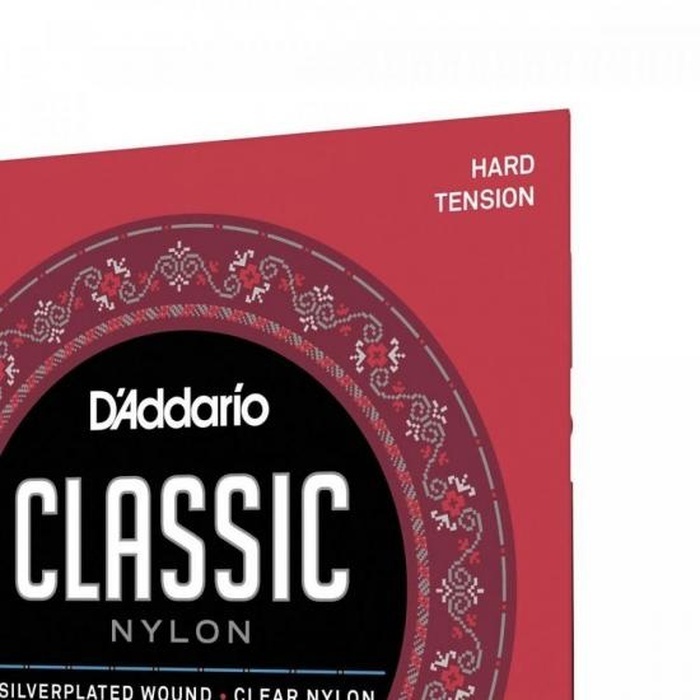 HARD
TENSION
D'Addario
CLASSIC
NYLON
SILVERPLATED WOUND • CLEAR NYLON